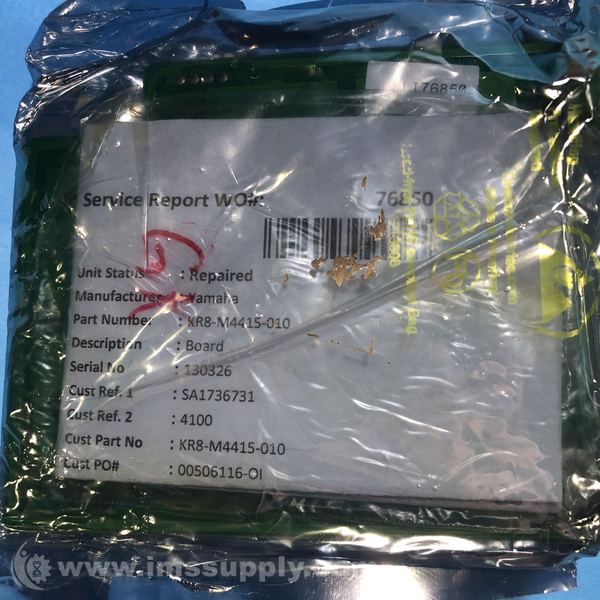 76850
Service Report WO#: 76850
Unit Status : Repaired
Manufacturer : Yamaha
Part Number : KR8-M4415-010
Description : Board
Serial No : 130326
Cust Ref. 1 : SA1736731
Cust Ref. 2 : 4100
Cust Part No : KR8-M4415-010
Cust PO# : 00506116-OI
www.imssupply.com